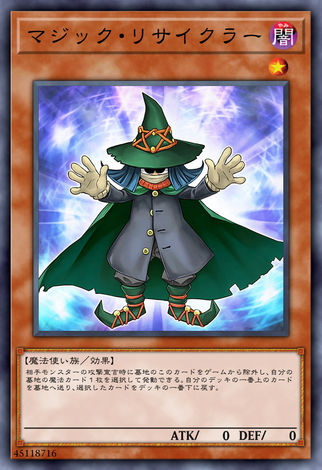 マジック・リサイクラー
闇
やみ
【魔法使い族／効果】
相手モンスターの攻撃宣言時に墓地のこのカードをゲームから除外し、自分の
墓地の魔法カード１枚を選択して発動できる。自分のデッキの一番上のカード
を墓地へ送り、選択したカードをデッキの一番下に戻す。
ATK/ 0 DEF/ 0
45118716